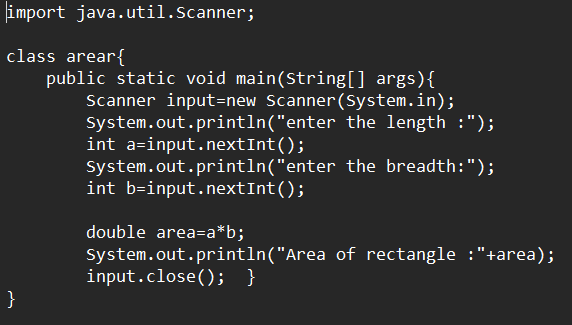 import java.util.Scanner;
class arear{
    public static void main(String[] args){
        Scanner input=new Scanner(System.in);
        System.out.println("enter the length :");
        int a=input.nextInt();
        System.out.println("enter the breadth:");
        int b=input.nextInt();
        double area=a*b;
        System.out.println("Area of rectangle :"+area);
        input.close();  }
}